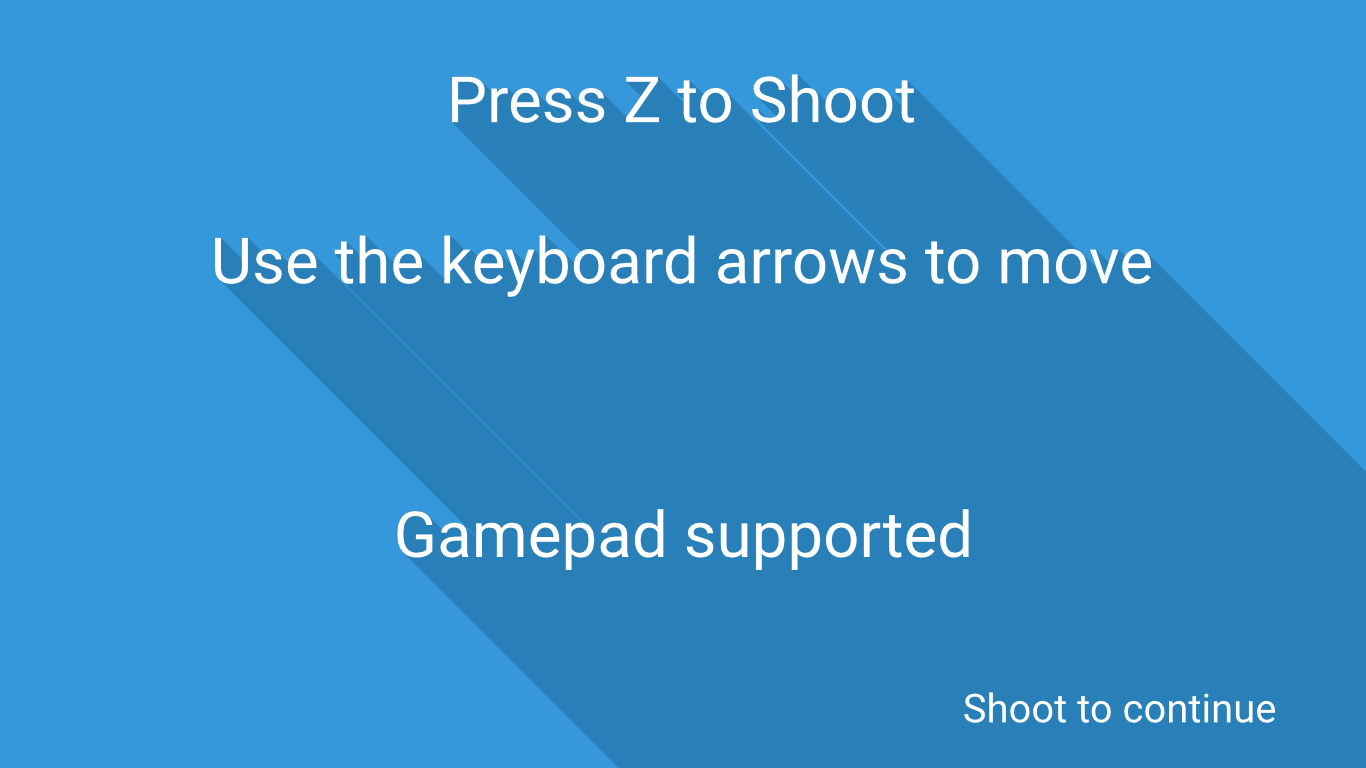 Press Z to Shoot
Use the keyboard arrows to move
Gamepad supported
Shoot to continue